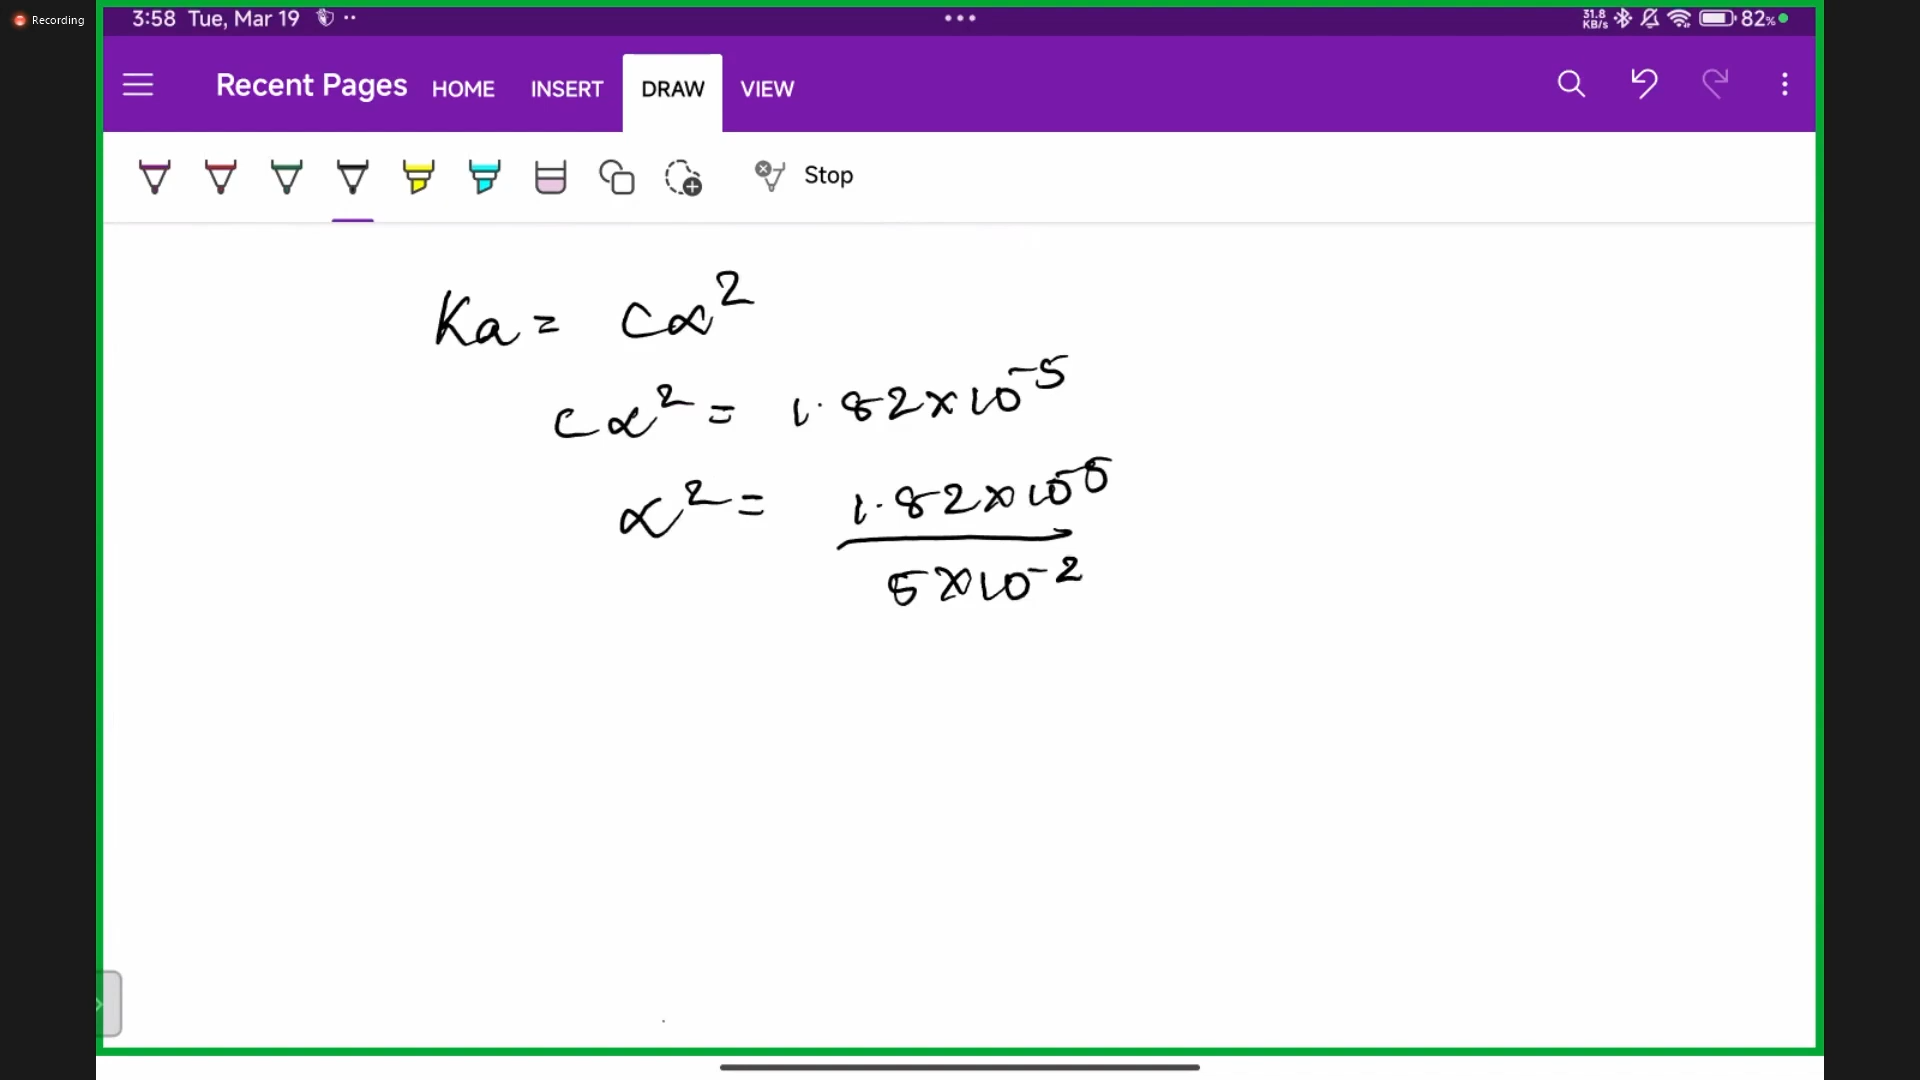 Recording
3:58 Tue, Mar 19
31.8 KB/s 82%
Recent Pages HOME INSERT DRAW VIEW
Stop
Ka = cα²
cα² = 1.82×10⁻⁵
α² = 1.82×10⁻⁵
5×10⁻²